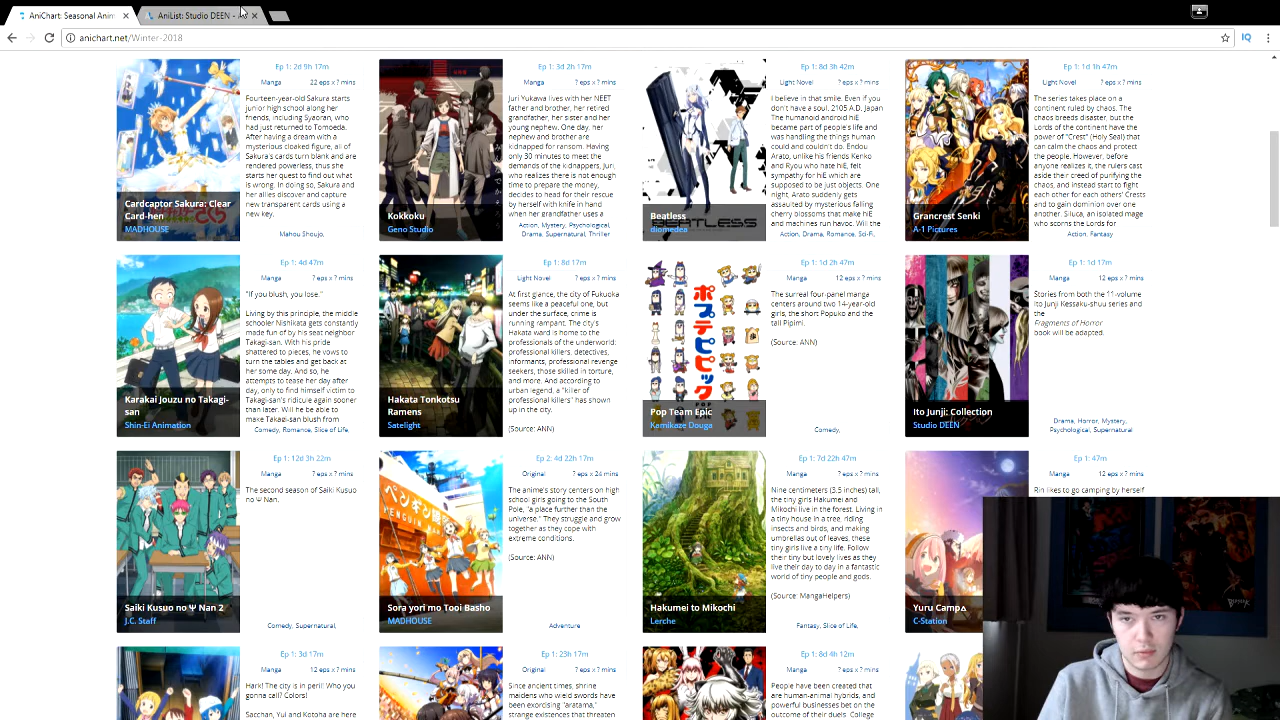 AniChart: Seasonal Anim
AniList: Studio DEEN -
anichart.net/Winter-2018
Ep 1: 2d 9h 17m
Manga 22 eps x ? mins
Fourteen-year-old Sakura starts
junior high school along her
friends, including Syaoran, who
had just returned to Tomoeda.
After having a dream with a
mysterious cloaked figure, all of
Sakura's cards turn blank and are
rendered powerless, thus she
starts her quest to find out what
is wrong. In doing so, Sakura and
her allies discover and capture
new transparent cards using a
new key.
Mahou Shoujo,
Cardcaptor Sakura: Clear
Card-hen
MADHOUSE
Ep 1: 3d 2h 17m
Manga ? eps x ? mins
Juri Yukawa lives with her NEET
father and brother, her retired
grandfather, her sister and her
young nephew. One day, her
nephew and brother are
kidnapped for ransom. Having
only 30 minutes to meet the
demands of the kidnappers, Juri,
who realizes there is not enough
time to prepare the money,
decides to head for their rescue
by herself with knife in hand
when her grandfather uses a
Action, Mystery, Psychological,
Drama, Supernatural, Thriller
Kokkoku
Geno Studio
Ep 1: 8d 3h 42m
Light Novel ? eps x ? mins
I believe in that smile. Even if you
don't have a soul. 2105 A.D. Japan
The humanoid android hiE
became part of people's life and
was handling the things human
could and couldn't do. Endou
Arato, unlike his friends Kenko
and Ryou who hate hiE, felt
sympathy for hiE which are
supposed to be just objects. One
night, Arato suddenly gets
assaulted by mysterious falling
cherry blossoms that make hiE
machines run havoc. Will the
Action, Drama, Romance, Sci-Fi,
BEATLESS
Beatless
diomedea
Ep 1: 1d 1h 47m
Light Novel ? eps x ? mins
The series takes place on a
continent ruled by chaos. The
chaos breeds disaster, but the
Lords of the continent have the
power of "Crest" (Holy Seal) that
can calm the chaos and protect
the people. However, before
anyone realizes it, the rulers cast
aside their creed of purifying the
chaos, and instead start to fight
each other for each others' Crests
and to gain dominion over one
another. Siluca, an isolated mage
who scorns the Lords for
Action, Fantasy
Grancrest Senki
A-1 Pictures
Ep 1: 4d 47m
Manga ? eps x ? mins
"If you blush, you lose."
Living by this principle, the middle
schooler Nishikata gets constantly
made fun of by his seat neighbor
Takagi-san. With his pride
shattered to pieces, he vows to
turn the tables and get back at
her some day. And so, he
attempts to tease her day after
day, only to find himself victim to
Takagi-san's ridicule again sooner
than later. Will he be able to
make Takagi-san blush from
Comedy, Romance, Slice of Life,
Karakai Jouzu no Takagi-
san
Shin-Ei Animation
Ep 1: 8d 17m
Light Novel ? eps x ? mins
At first glance, the city of Fukuoka
seems like a peaceful one, but
under the surface, crime is
running rampant. The city's
Hakata ward is home to the
professionals of the underworld:
professional killers, detectives,
informants, professional revenge
seekers, those skilled in torture,
and more. And according to
urban legend, a "killer of
professional killers" has shown
up in the city.
(Source: ANN)
Hakata Tonkotsu
Ramens
Satelight
Ep 1: 1d 2h 47m
Manga 12 eps x ? mins
The surreal four-panel manga
centers around two 14-year-old
girls, the short Popuko and the
tall Pipimi.
(Source: ANN)
Comedy,
ポプテピピック
Pop Team Epic
Kamikaze Douga
Ep 1: 1d 17m
Manga 12 eps x ? mins
Stories from both the 11-volume
Ito Junji Kessaku-shuu series and
the
Fragments of Horror
book will be adapted.
Drama, Horror, Mystery,
Psychological, Supernatural
Ito Junji: Collection
Studio DEEN
Ep 1: 12d 3h 22m
Manga ? eps x ? mins
The second season of Saiki Kusuo
no Ψ Nan.
Comedy, Supernatural,
Saiki Kusuo no Ψ Nan 2
J.C. Staff
Ep 2: 4d 22h 17m
Original ? eps x 24 mins
The anime's story centers on high
school girls going to the South
Pole, "a place further than the
universe." They struggle and grow
together as they cope with
extreme conditions.
(Source: ANN)
Adventure
PENGUIN
Sora yori mo Tooi Basho
MADHOUSE
Ep 1: 7d 22h 47m
Manga ? eps x ? mins
Nine centimeters (3.5 inches) tall,
the tiny girls Hakumei and
Mikochi live in the forest. Living in
a tiny house in a tree, riding
insects and birds, and making
umbrellas out of leaves, these
tiny girls live a tiny life. Follow
their tiny but lovely lives as they
live their day to day in a fantastic
world of tiny people and gods.
(Source: MangaHelpers)
Fantasy, Slice of Life,
Hakumei to Mikochi
Lerche
Ep 1: 47m
Manga 12 eps x ? mins
Rin likes to go camping by herself
Yuru Camp△
C-Station
Ep 1: 3d 17m
Manga 12 eps x ? mins
Hark! The city is in peril! Who you
gonna call? Colors!
Sacchan, Yui and Kotoha are here
Ep 1: 23h 17m
Original ? eps x ? mins
Since ancient times, shrine
maidens who wield swords have
been exorcising "aratama,"
strange existences that threaten
Ep 1: 8d 4h 12m
Manga ? eps x ? mins
People have been created that
are human-animal hybrids, and
powerful businesses bet on the
outcome of their duels. College